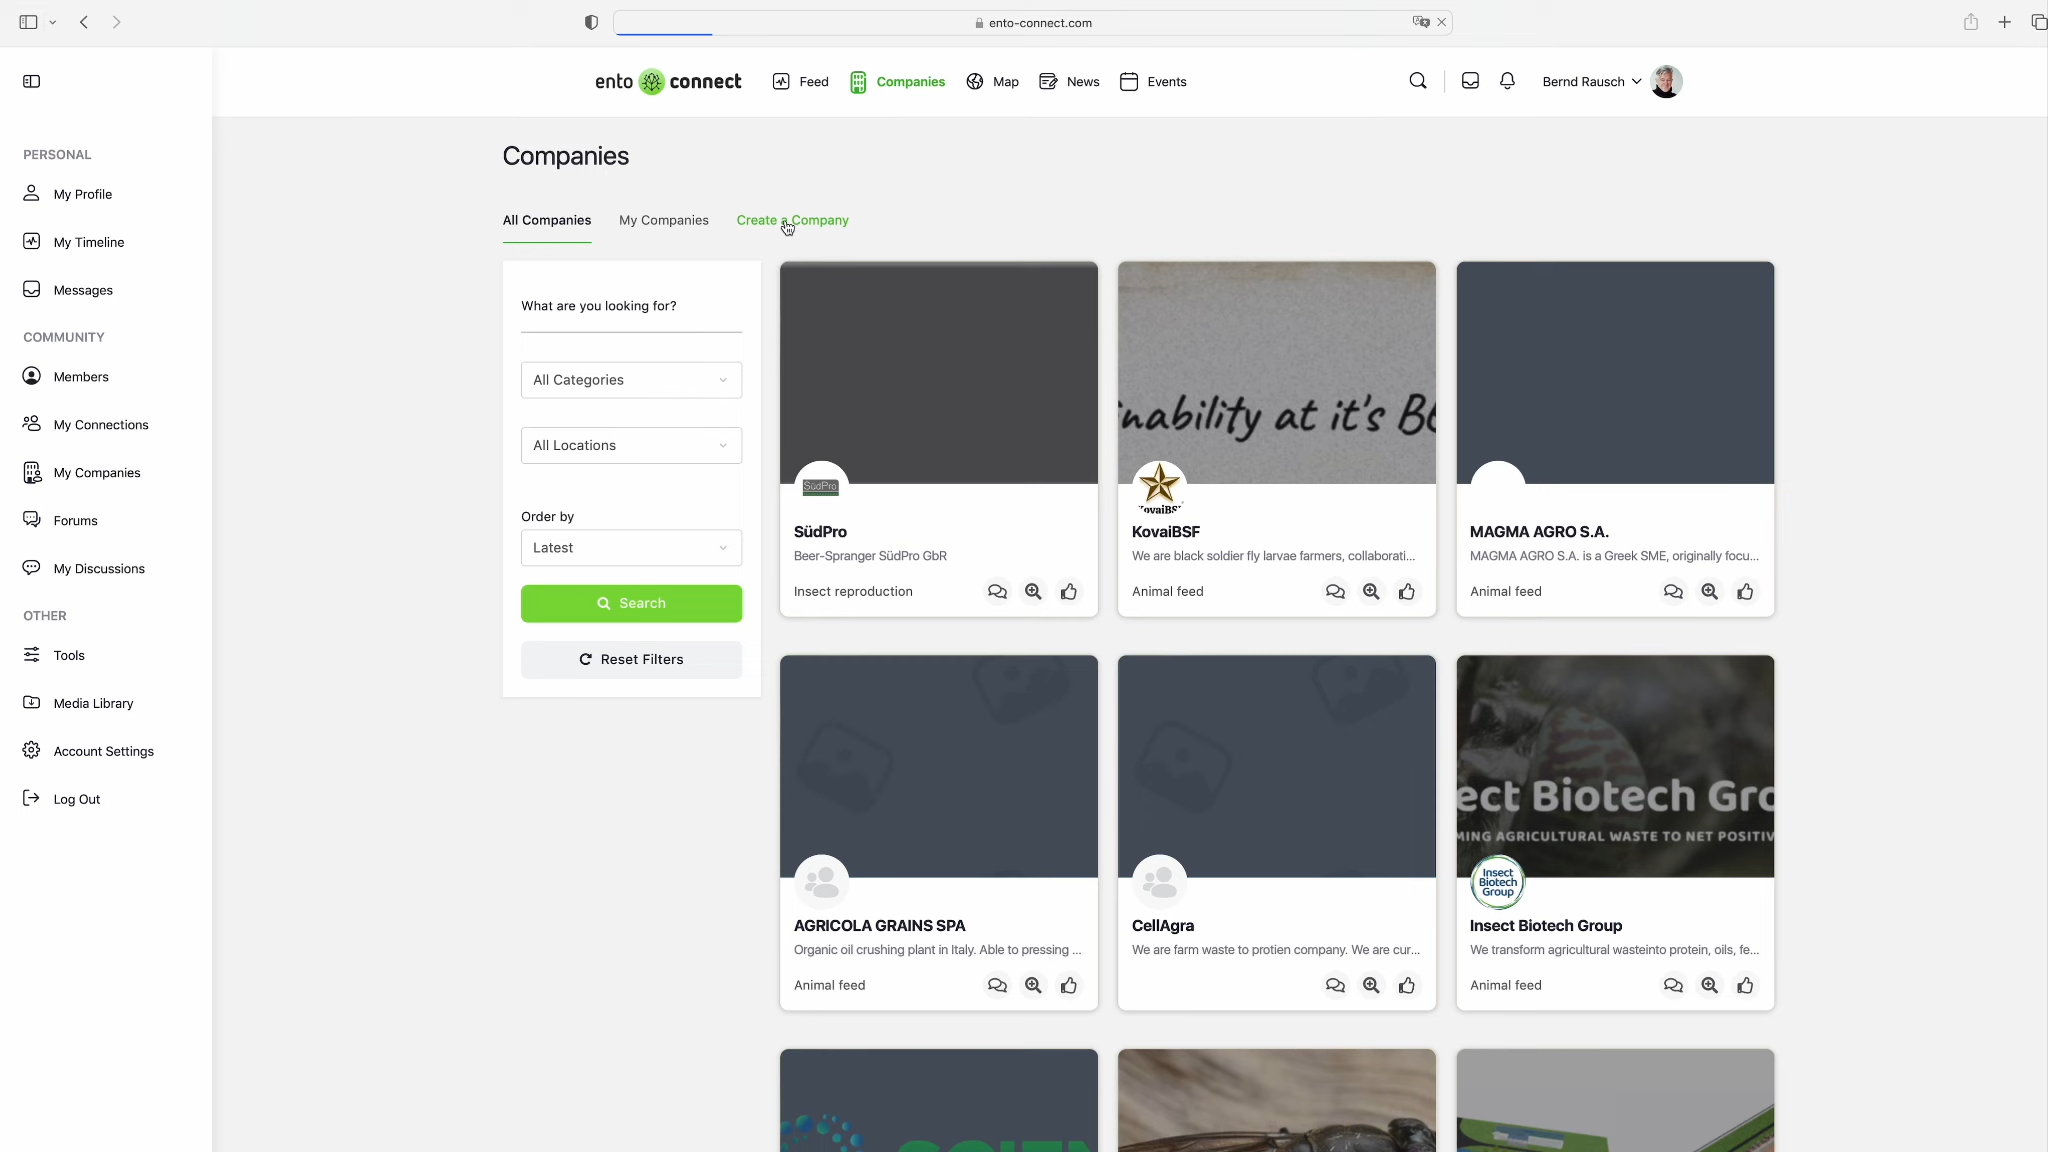 ento-connect.com
ento connect
Feed
Companies
Map
News
Events
Bernd Rausch
PERSONAL
My Profile
My Timeline
Messages
COMMUNITY
Members
My Connections
My Companies
Forums
My Discussions
OTHER
Tools
Media Library
Account Settings
Log Out
Companies
All Companies
My Companies
Create a Company
What are you looking for?
All Categories
All Locations
Order by
Latest
Search
Reset Filters
SüdPro
SüdPro
Beer-Spranger SüdPro GbR
Insect reproduction
nability at it's
KovaiBSF
We are black soldier fly larvae farmers, collaborati...
Animal feed
MAGMA AGRO S.A.
MAGMA AGRO S.A. is a Greek SME, originally focu...
Animal feed
AGRICOLA GRAINS SPA
Organic oil crushing plant in Italy. Able to pressing ...
Animal feed
CellAgra
We are farm waste to protien company. We are cur...
ect Biotech Gro
MING AGRICULTURAL WASTE TO NET POSITIV
Insect
Biotech
Group
Insect Biotech Group
We transform agricultural wasteinto protein, oils, fe...
Animal feed